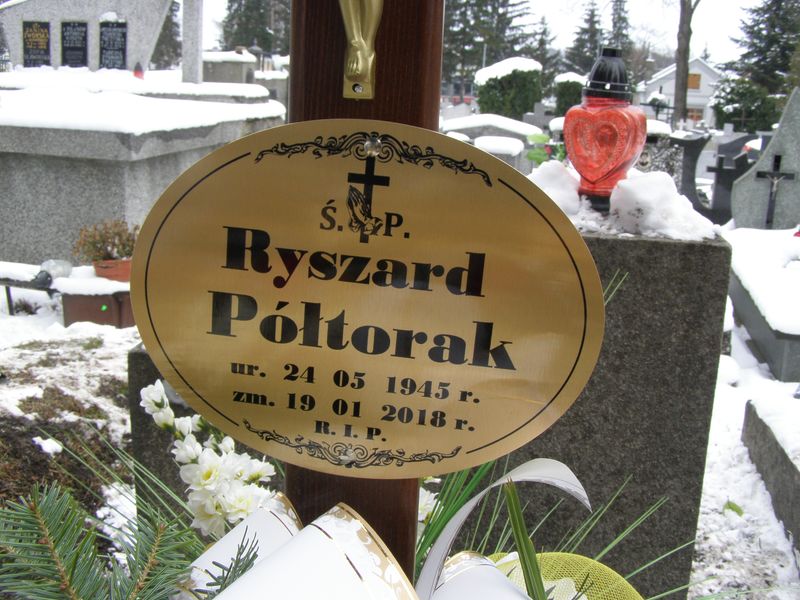 Ś. P.
Ryszard
Półtorak
ur. 24 05 1945 r.
zm. 19 01 2018 r.
R. I. P.